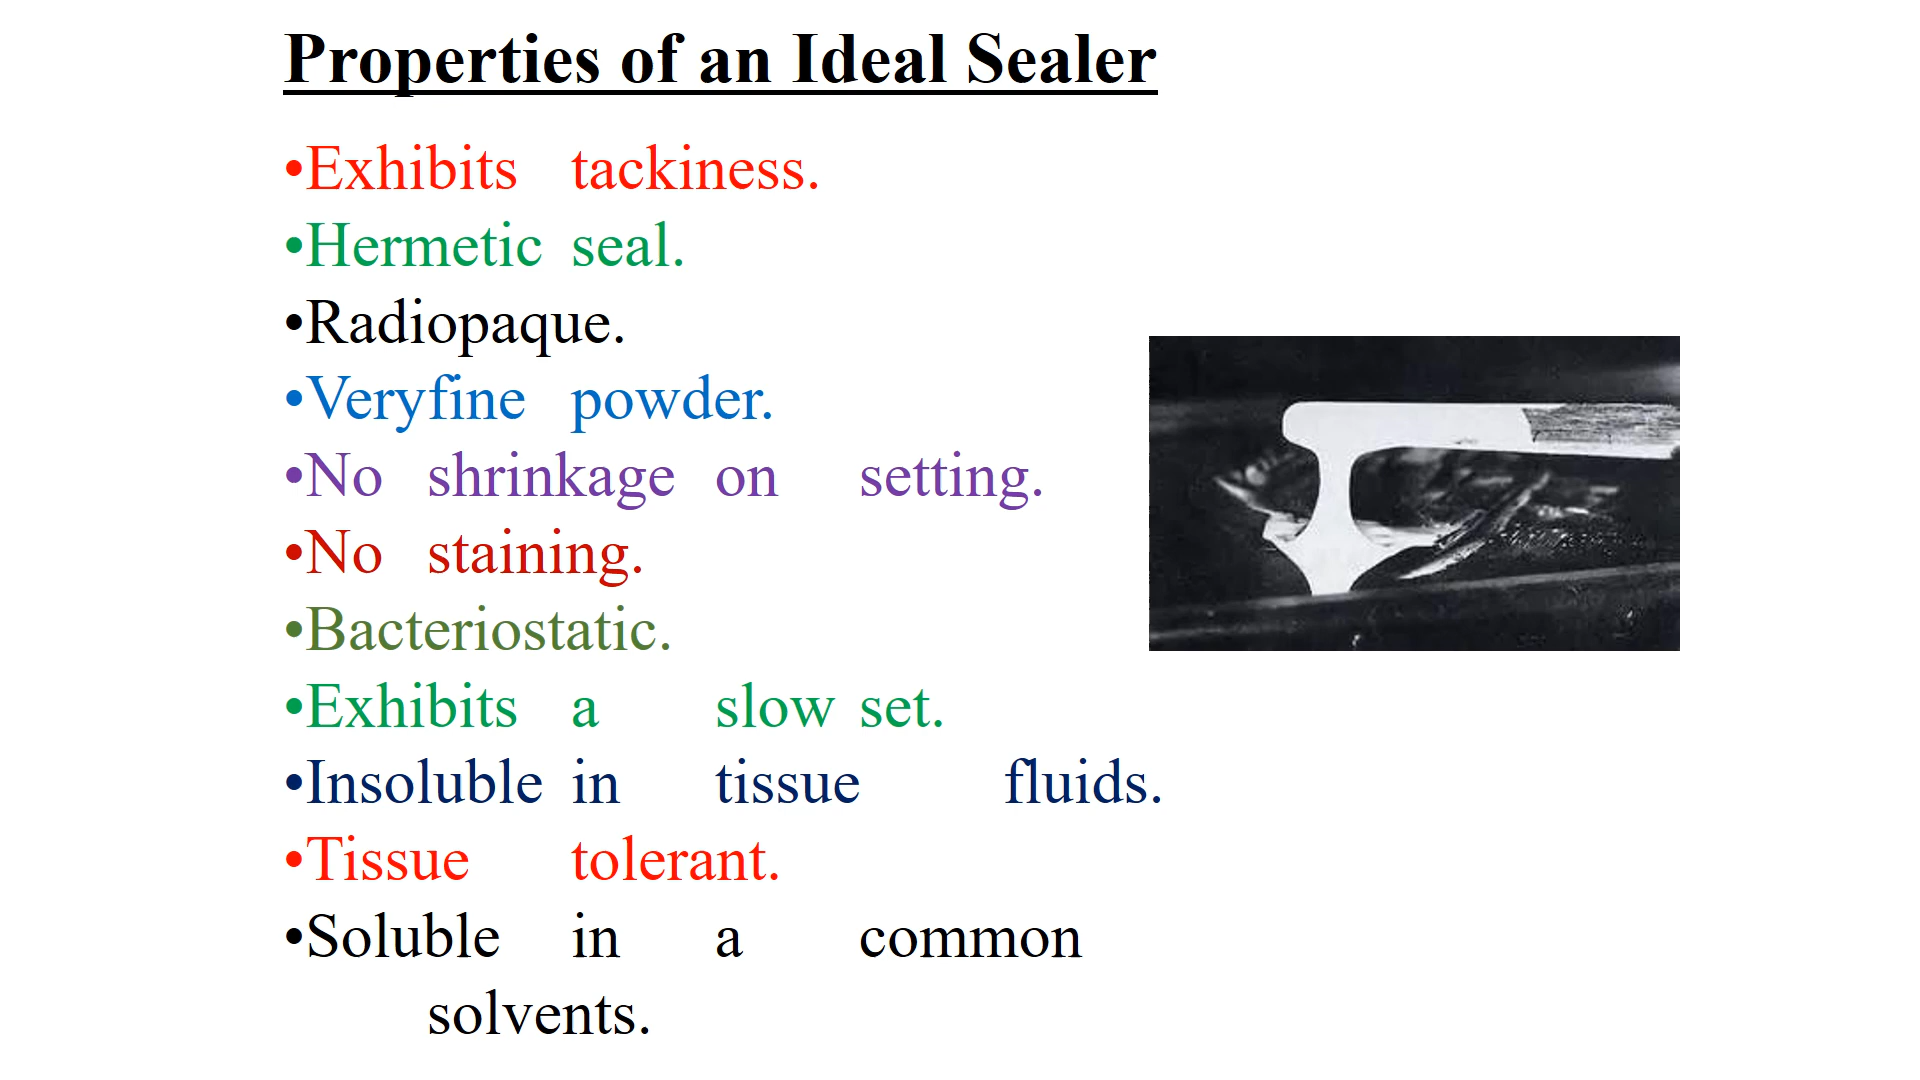 Properties of an Ideal Sealer
•Exhibits tackiness.
•Hermetic seal.
•Radiopaque.
•Veryfine powder.
•No shrinkage on setting.
•No staining.
•Bacteriostatic.
•Exhibits a slow set.
•Insoluble in tissue fluids.
•Tissue tolerant.
•Soluble in a common
solvents.